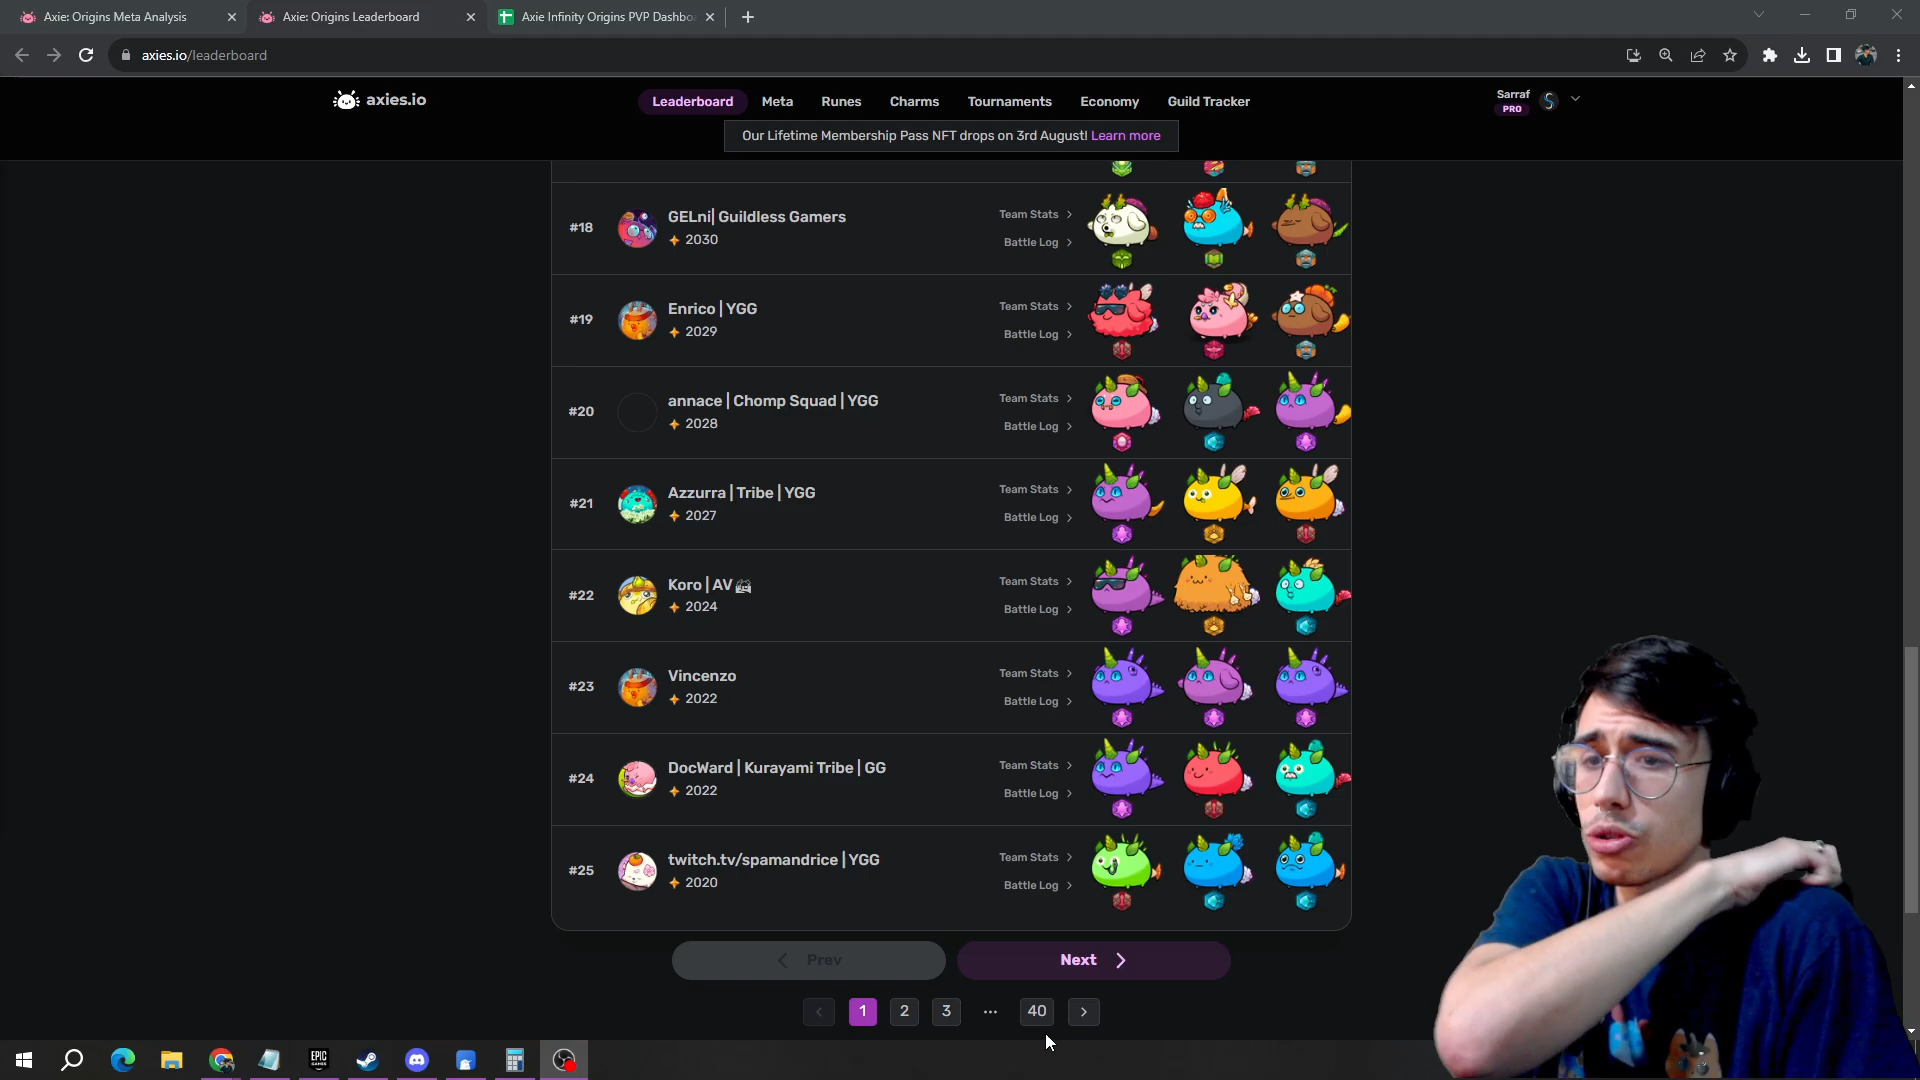 Axie: Origins Meta Analysis
Axie: Origins Leaderboard
Axie Infinity Origins PVP Dashbo
axies.io/leaderboard
axies.io
Leaderboard
Meta
Runes
Charms
Tournaments
Economy
Guild Tracker
Sarraf
PRO
Our Lifetime Membership Pass NFT drops on 3rd August! Learn more
#18
GELni| Guildless Gamers
2030
Team Stats
Battle Log
#19
Enrico | YGG
2029
Team Stats
Battle Log
#20
annace | Chomp Squad | YGG
2028
Team Stats
Battle Log
#21
Azzurra | Tribe | YGG
2027
Team Stats
Battle Log
#22
Koro | AV
2024
Team Stats
Battle Log
#23
Vincenzo
2022
Team Stats
Battle Log
#24
DocWard | Kurayami Tribe | GG
2022
Team Stats
Battle Log
#25
twitch.tv/spamandrice | YGG
2020
Team Stats
Battle Log
Prev
Next
1
2
3
...
40
EPIC
GAMES